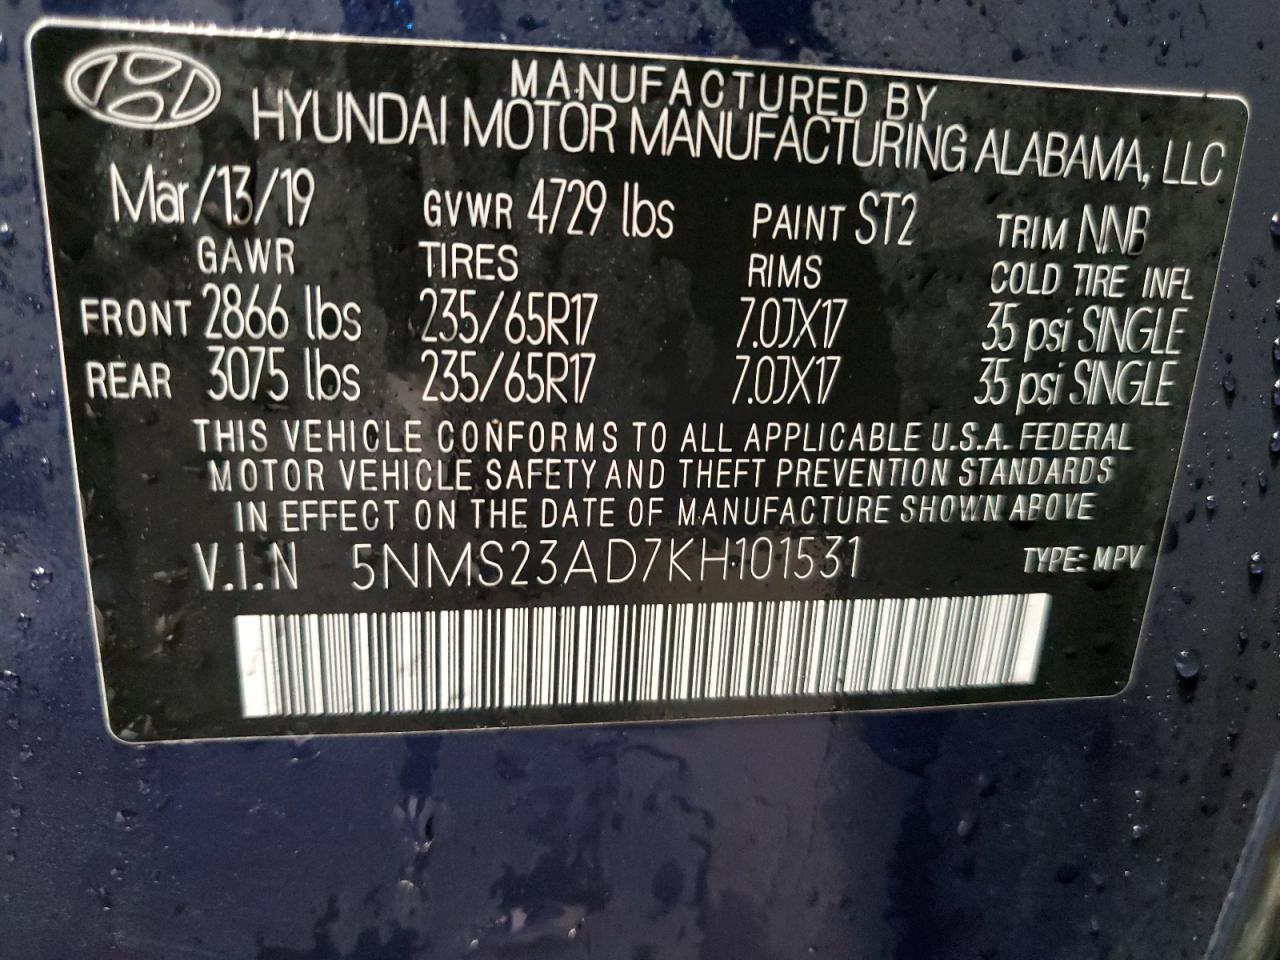 MANUFACTURED BY
HYUNDAI MOTOR MANUFACTURING ALABAMA, LLC
Mar/13/19 GVWR 4729 lbs PAINT ST2 TRIM NNB
GAWR TIRES RIMS COLD TIRE INFL
FRONT 2866 lbs 235/65R17 7.0JX17 35 psi SINGLE
REAR 3075 lbs 235/65R17 7.0JX17 35 psi SINGLE
THIS VEHICLE CONFORMS TO ALL APPLICABLE U.S.A. FEDERAL
MOTOR VEHICLE SAFETY AND THEFT PREVENTION STANDARDS
IN EFFECT ON THE DATE OF MANUFACTURE SHOWN ABOVE
V.I.N 5NMS23AD7KH101531 TYPE: MPV